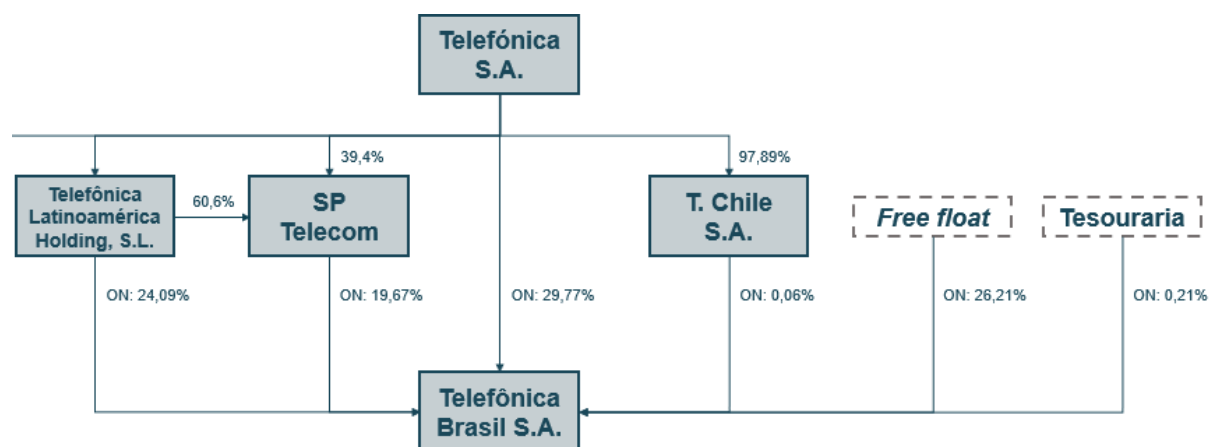 Telefónica
S.A.
39,4%
97,89%
Telefônica
Latinoamérica
Holding, S.L.
60,6%
SP
Telecom
T. Chile
S.A.
Free float
Tesouraria
ON: 24,09%
ON: 19,67%
ON: 29,77%
ON: 0,06%
ON: 26,21%
ON: 0,21%
Telefônica
Brasil S.A.